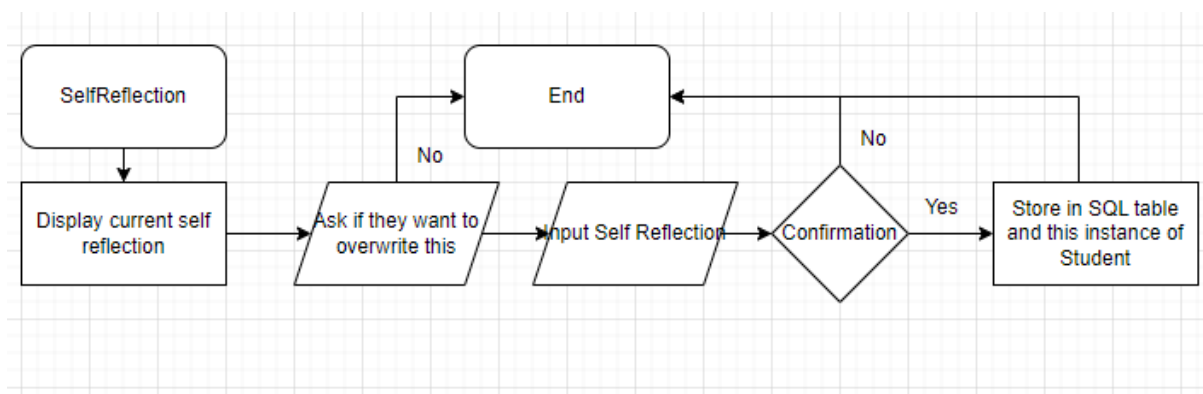 SelfReflection
End
No
No
Display current self
reflection
Ask if they want to
overwrite this
Input Self Reflection
Confirmation
Yes
Store in SQL table
and this instance of
Student